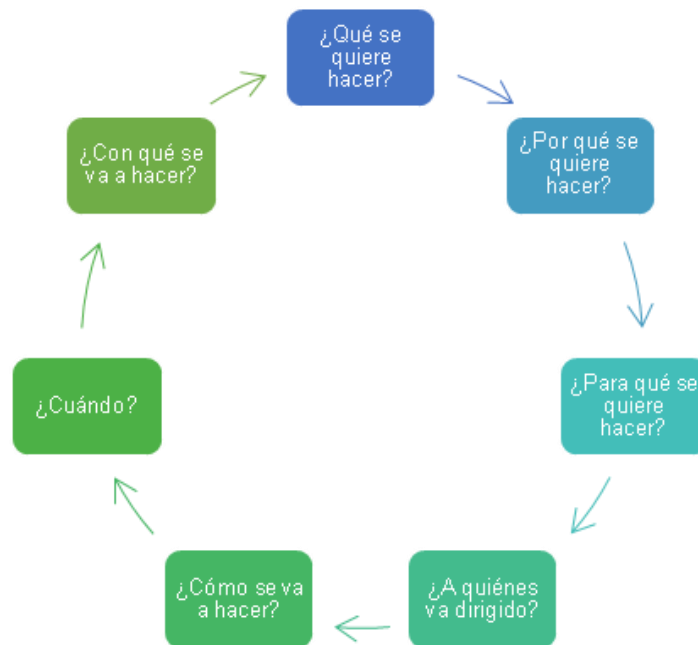 ¿Qué se
quiere
hacer?
¿Por qué se
quiere
hacer?
¿Para qué se
quiere
hacer?
¿A quiénes
va dirigido?
¿Cómo se va
a hacer?
¿Cuándo?
¿Con qué se
va a hacer?